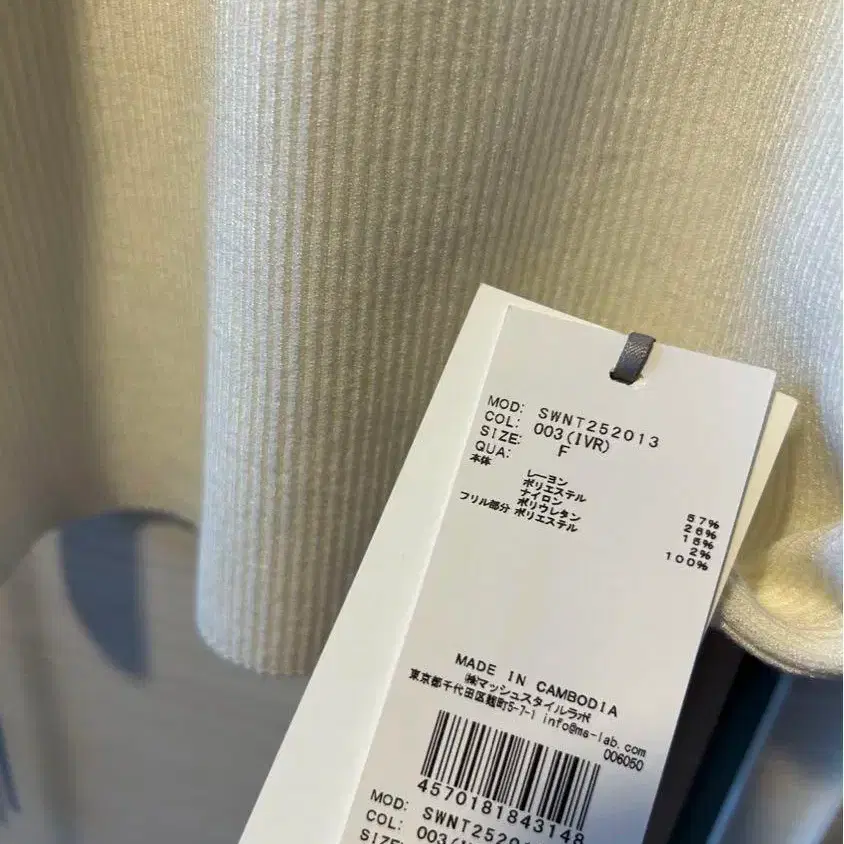 MOD: SWNT252013
COL: 003(IVR)
SIZE: F
QUA:
本体 レーヨン 57%
ポリエステル 26%
ナイロン 15%
ポリウレタン 2%
フリル部分 ポリエステル 100%
MADE IN CAMBODIA
㈱マッシュスタイルラボ
東京都千代田区麹町5-7-1 info@ms-lab.com
006050
4570181843148
MOD: SWNT2520
COL: 003(
SIZE: